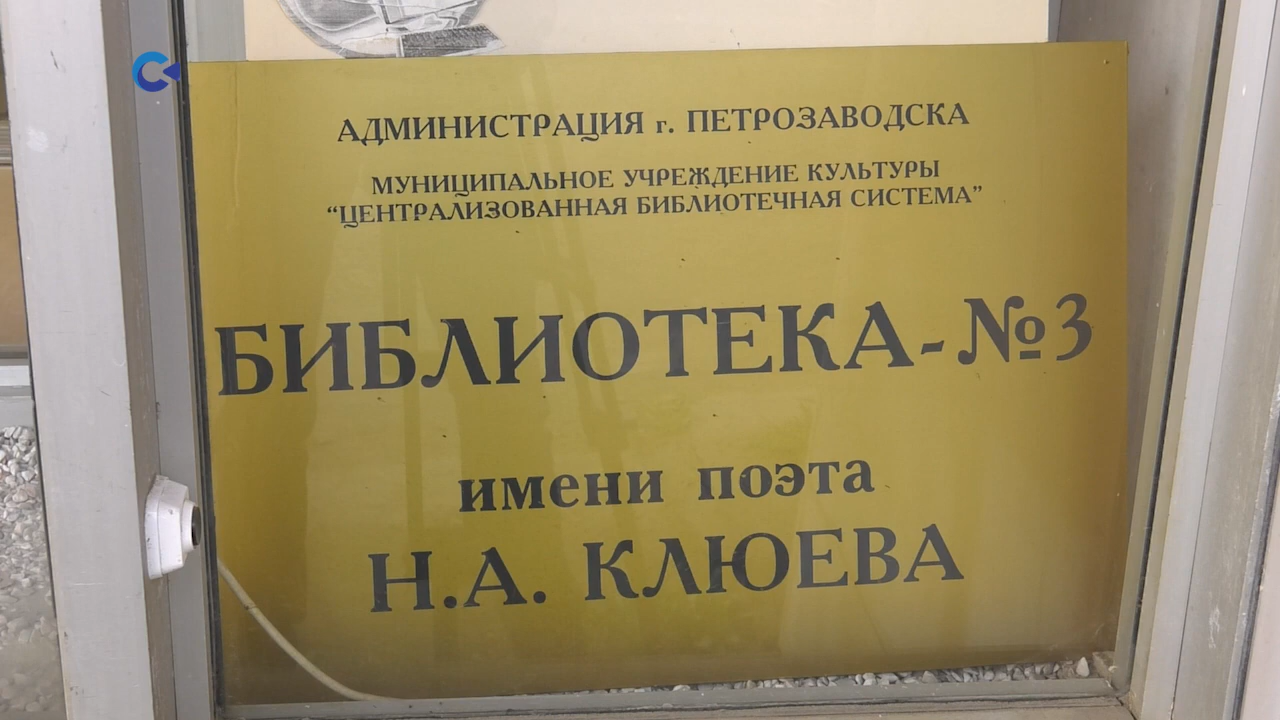 АДМИНИСТРАЦИЯ г. ПЕТРОЗАВОДСКА
МУНИЦИПАЛЬНОЕ УЧРЕЖДЕНИЕ КУЛЬТУРЫ
“ЦЕНТРАЛИЗОВАННАЯ БИБЛИОТЕЧНАЯ СИСТЕМА”
БИБЛИОТЕКА-№3
имени поэта
Н.А. КЛЮЕВА